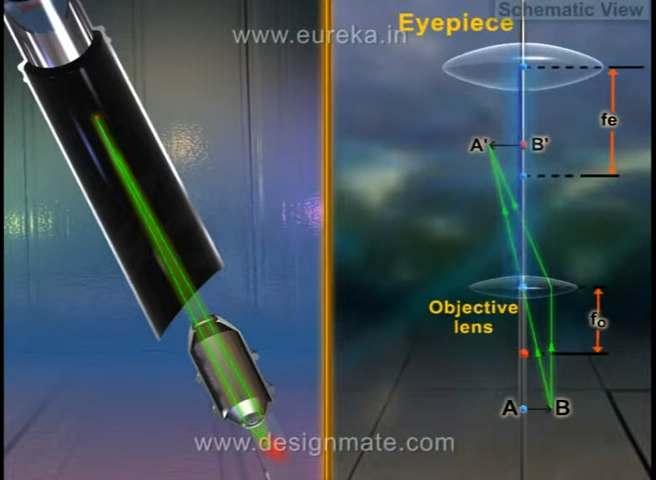 Schematic View
Eyepiece
www.eureka.in
fe
A' B'
Objective
lens
fo
A B
www.designmate.com